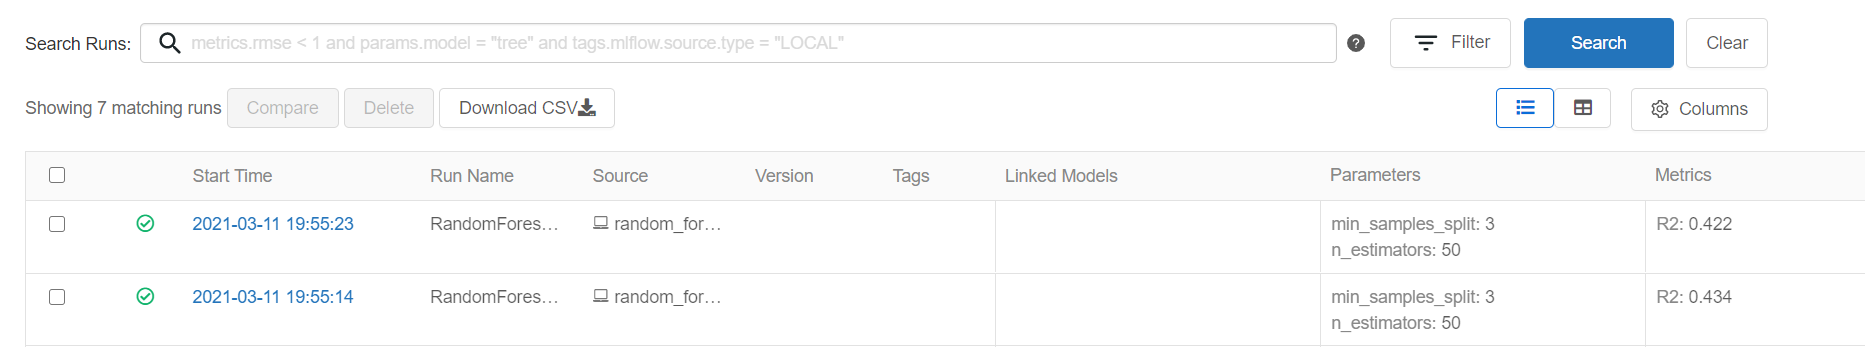 Search Runs: metrics.rmse < 1 and params.model = "tree" and tags.mlflow.source.type = "LOCAL" ? Filter Search Clear
Showing 7 matching runs Compare Delete Download CSV Columns
Start Time Run Name Source Version Tags Linked Models Parameters Metrics
2021-03-11 19:55:23 RandomFores... random_for... min_samples_split: 3 R2: 0.422
n_estimators: 50
2021-03-11 19:55:14 RandomFores... random_for... min_samples_split: 3 R2: 0.434
n_estimators: 50